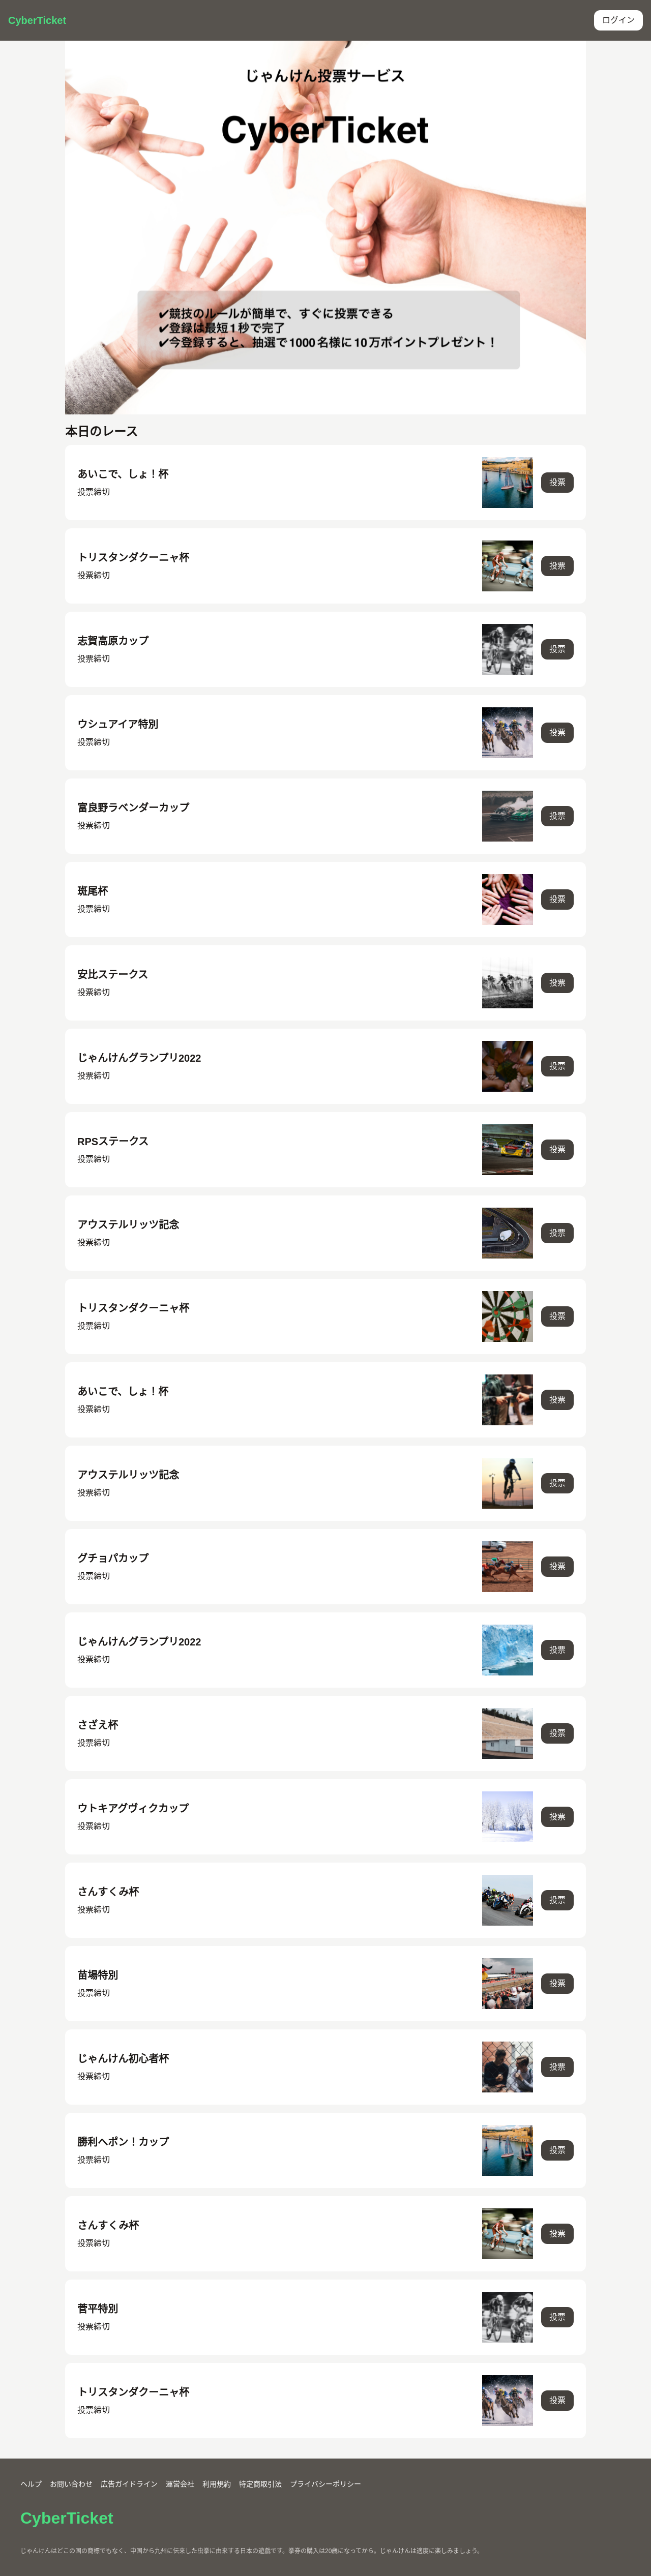 CyberTicket
ログイン
じゃんけん投票サービス
CyberTicket
✔競技のルールが簡単で、すぐに投票できる
✔登録は最短1秒で完了
✔今登録すると、抽選で1000名様に10万ポイントプレゼント！
本日のレース
あいこで、しょ！杯
投票締切
投票
トリスタンダクーニャ杯
投票締切
投票
志賀高原カップ
投票締切
投票
ウシュアイア特別
投票締切
投票
富良野ラベンダーカップ
投票締切
投票
斑尾杯
投票締切
投票
安比ステークス
投票締切
投票
じゃんけんグランプリ2022
投票締切
投票
RPSステークス
投票締切
投票
アウステルリッツ記念
投票締切
投票
トリスタンダクーニャ杯
投票締切
投票
あいこで、しょ！杯
投票締切
投票
アウステルリッツ記念
投票締切
投票
グチョパカップ
投票締切
投票
じゃんけんグランプリ2022
投票締切
投票
さざえ杯
投票締切
投票
ウトキアグヴィクカップ
投票締切
投票
さんすくみ杯
投票締切
投票
苗場特別
投票締切
投票
じゃんけん初心者杯
投票締切
投票
勝利へポン！カップ
投票締切
投票
さんすくみ杯
投票締切
投票
菅平特別
投票締切
投票
トリスタンダクーニャ杯
投票締切
投票
ヘルプ お問い合わせ 広告ガイドライン 運営会社 利用規約 特定商取引法 プライバシーポリシー
CyberTicket
じゃんけんはどこの国の商標でもなく、中国から九州に伝来した虫拳に由来する日本の遊戯です。拳券の購入は20歳になってから。じゃんけんは適度に楽しみましょう。